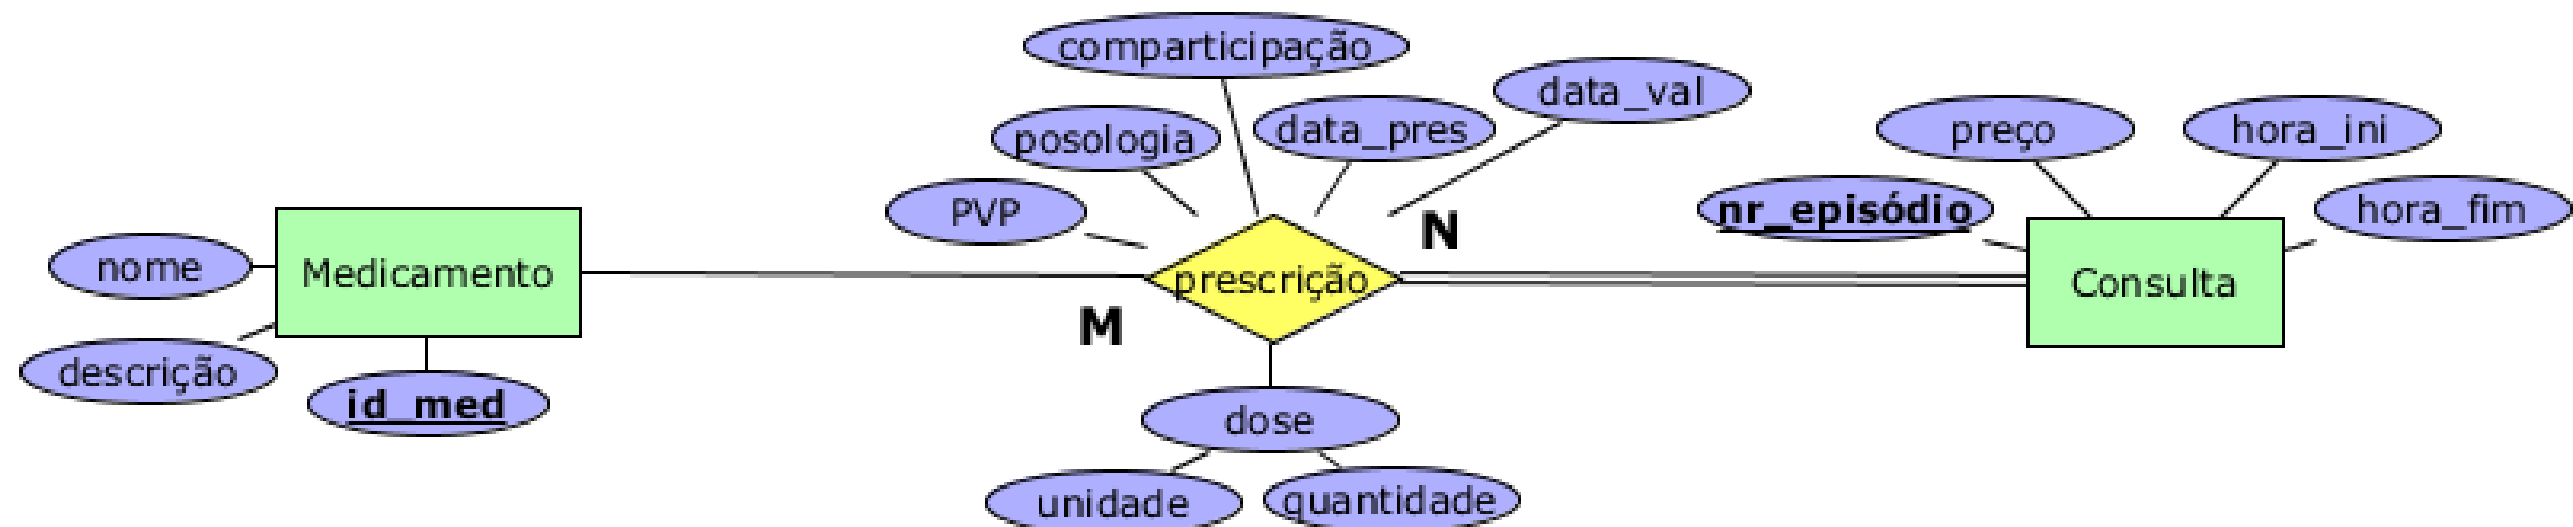 comparticipação
data_val
posologia
data_pres
preço
hora_ini
PVP
N
nr_episódio
hora_fim
nome
Medicamento
prescrição
Consulta
M
descrição
id_med
dose
unidade
quantidade